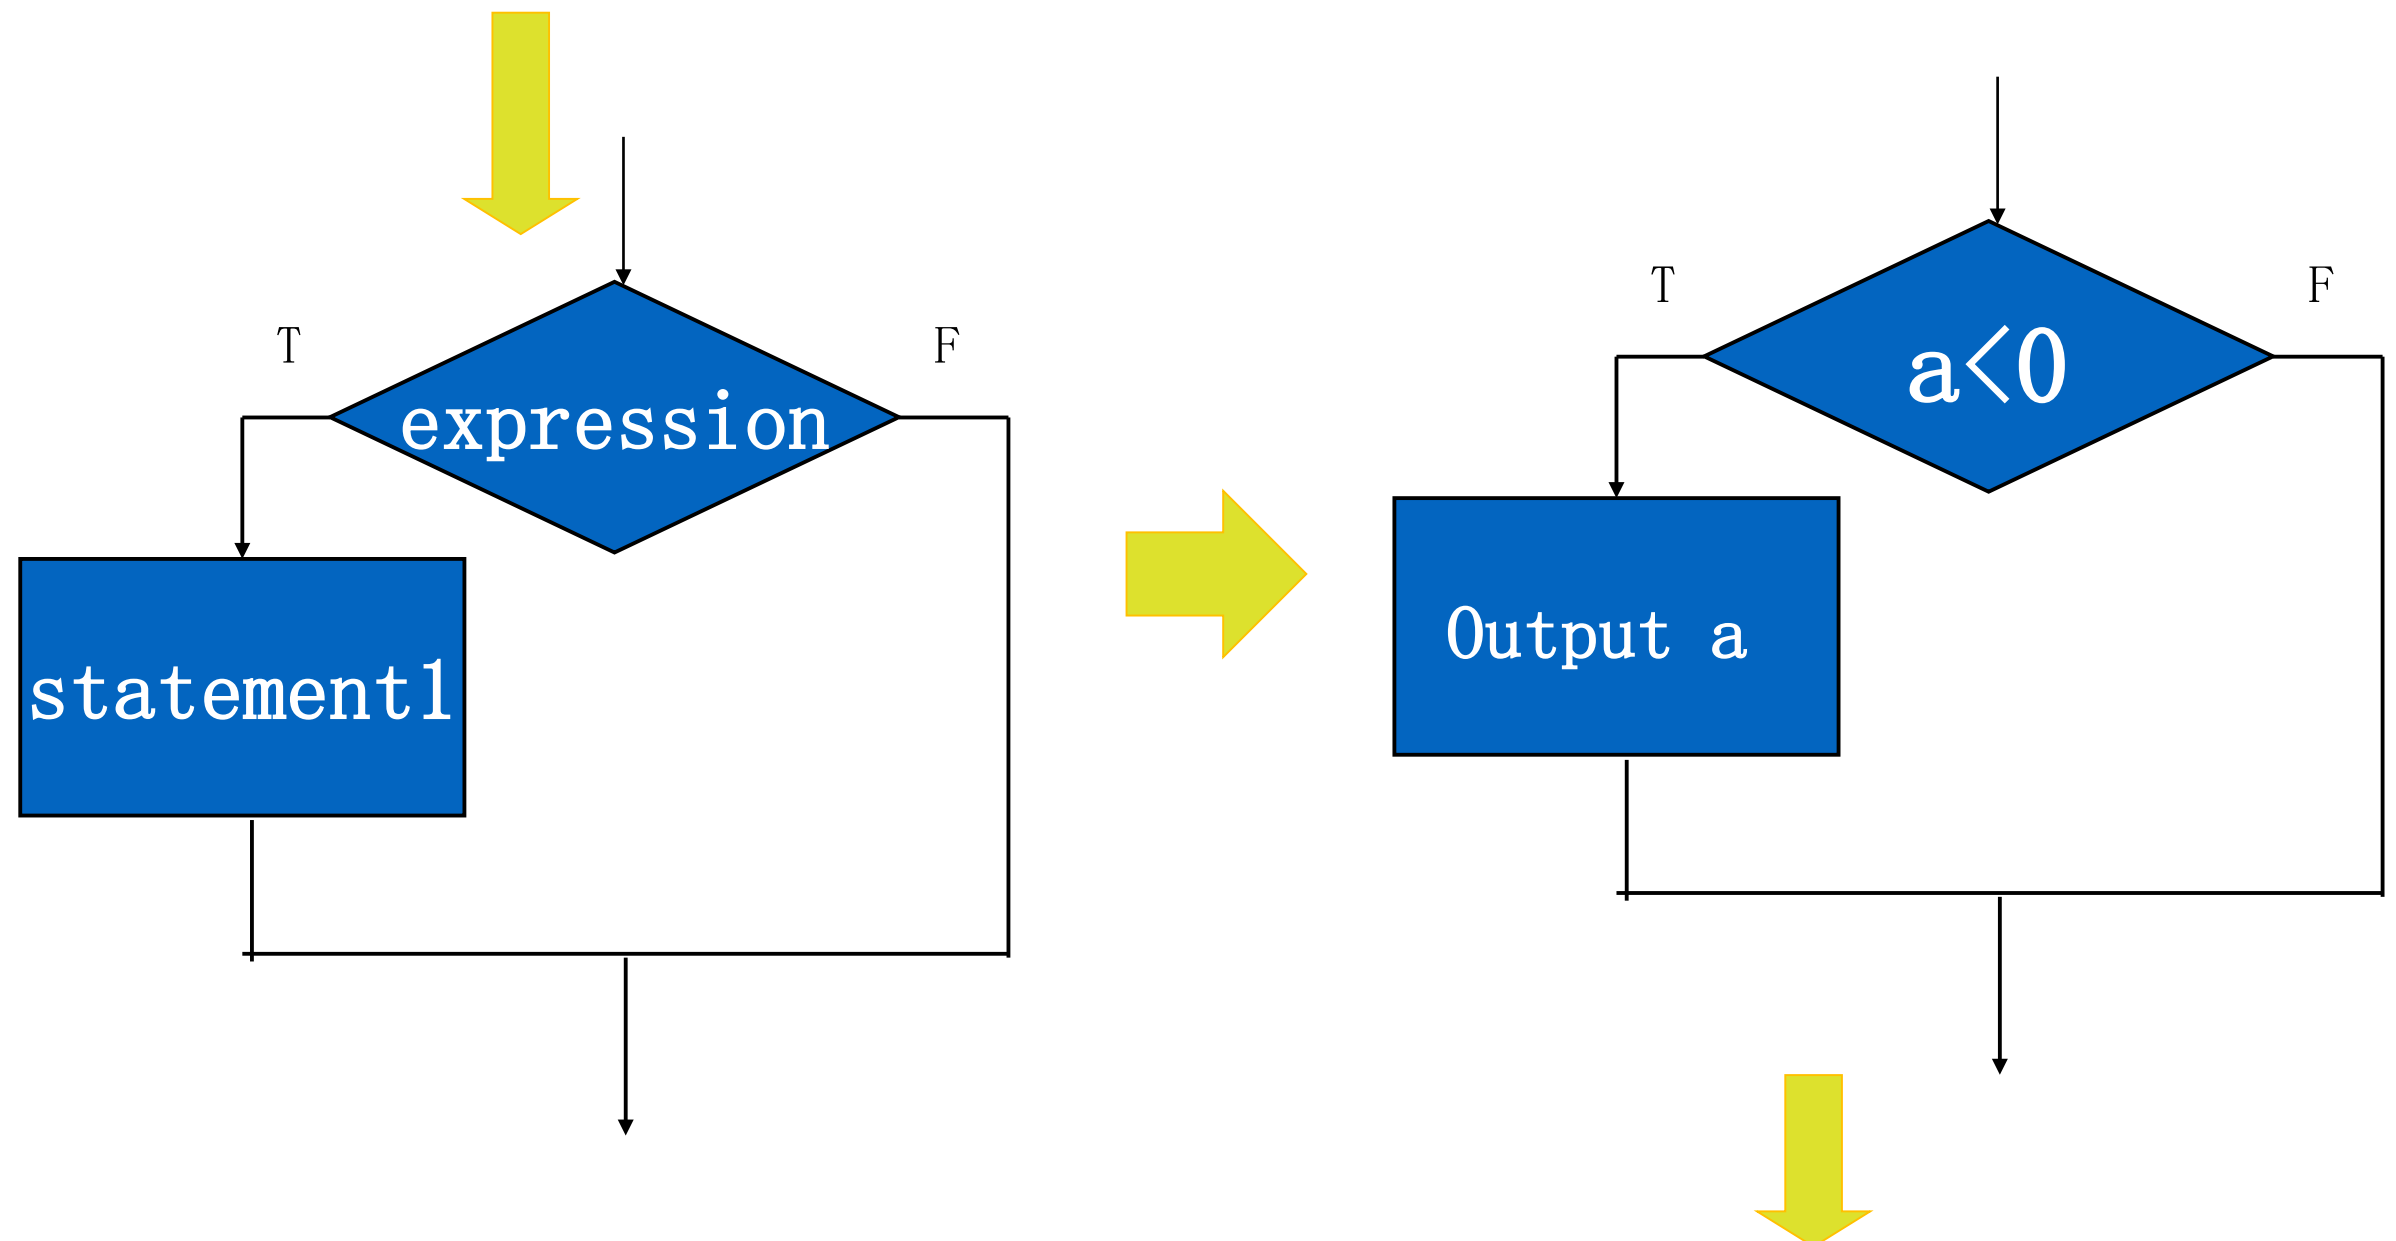 T
F
expression
statement1
T
F
a<0
Output a